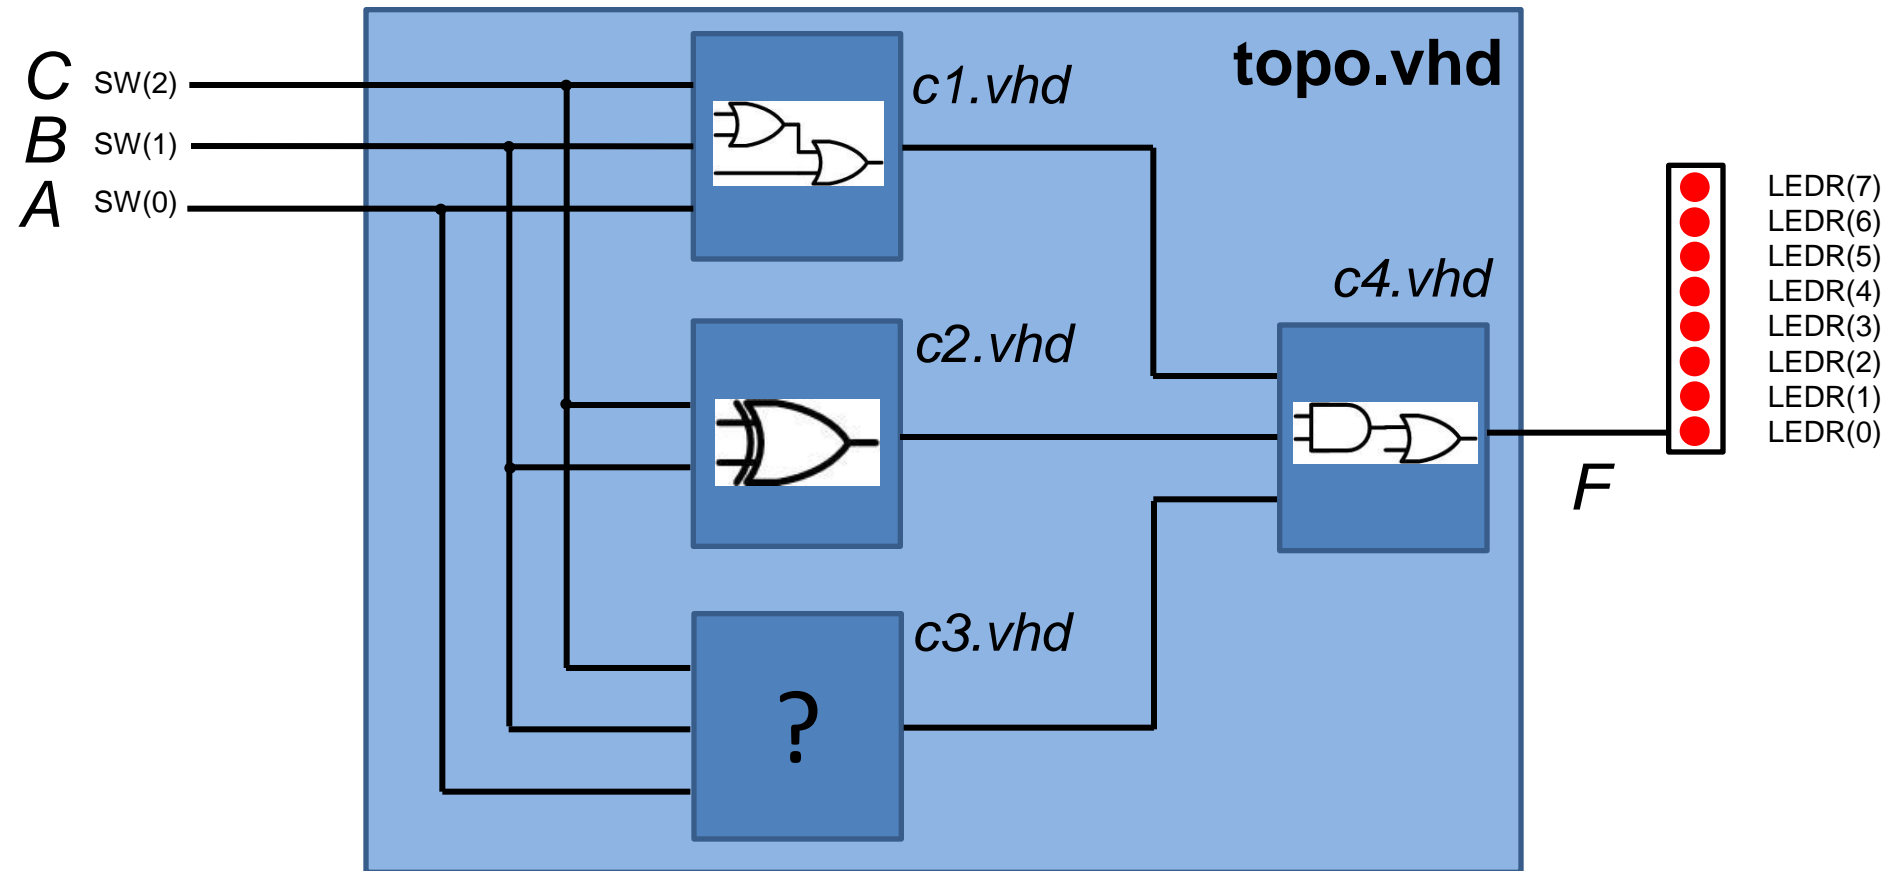 topo.vhd
C SW(2)
B SW(1)
A SW(0)
c1.vhd
c2.vhd
c3.vhd
?
c4.vhd
F
LEDR(7)
LEDR(6)
LEDR(5)
LEDR(4)
LEDR(3)
LEDR(2)
LEDR(1)
LEDR(0)